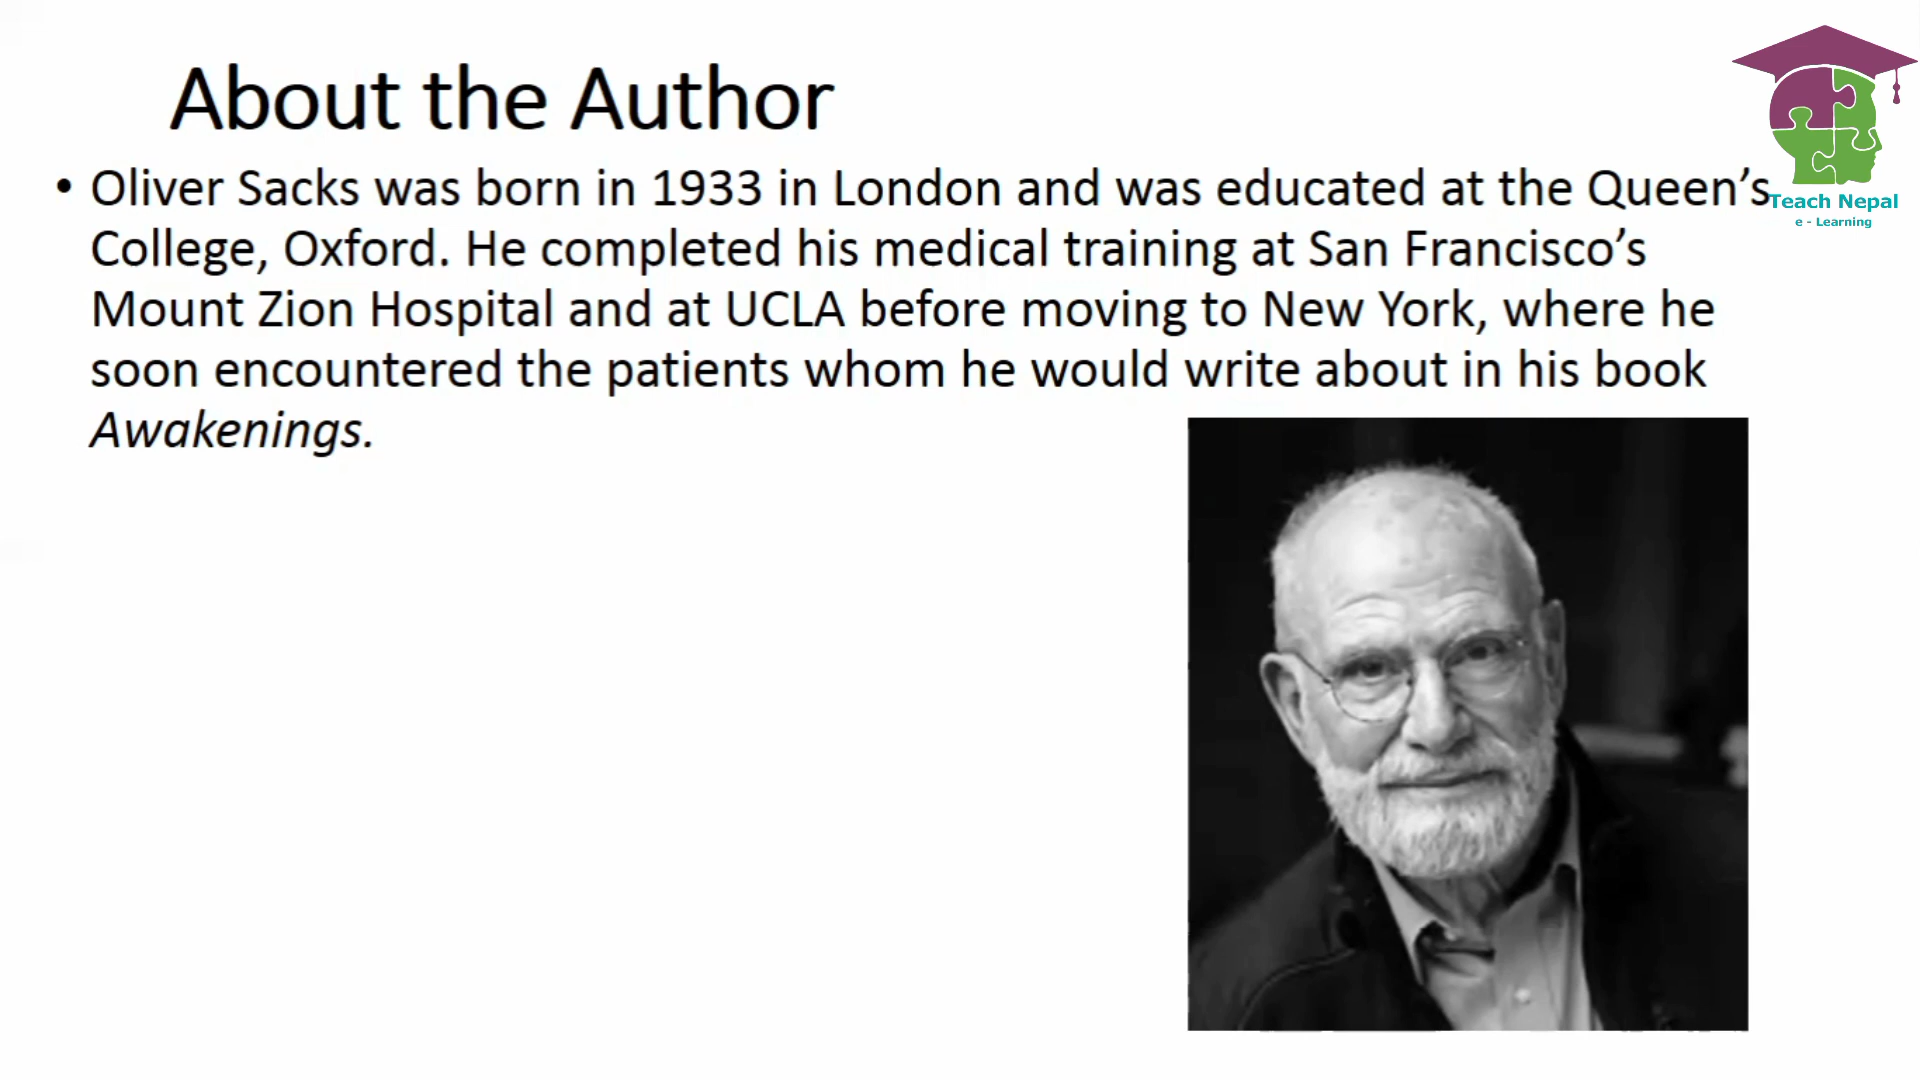 About the Author
• Oliver Sacks was born in 1933 in London and was educated at the Queen’s
College, Oxford. He completed his medical training at San Francisco’s
Mount Zion Hospital and at UCLA before moving to New York, where he
soon encountered the patients whom he would write about in his book
Awakenings.
Teach Nepal
e - Learning